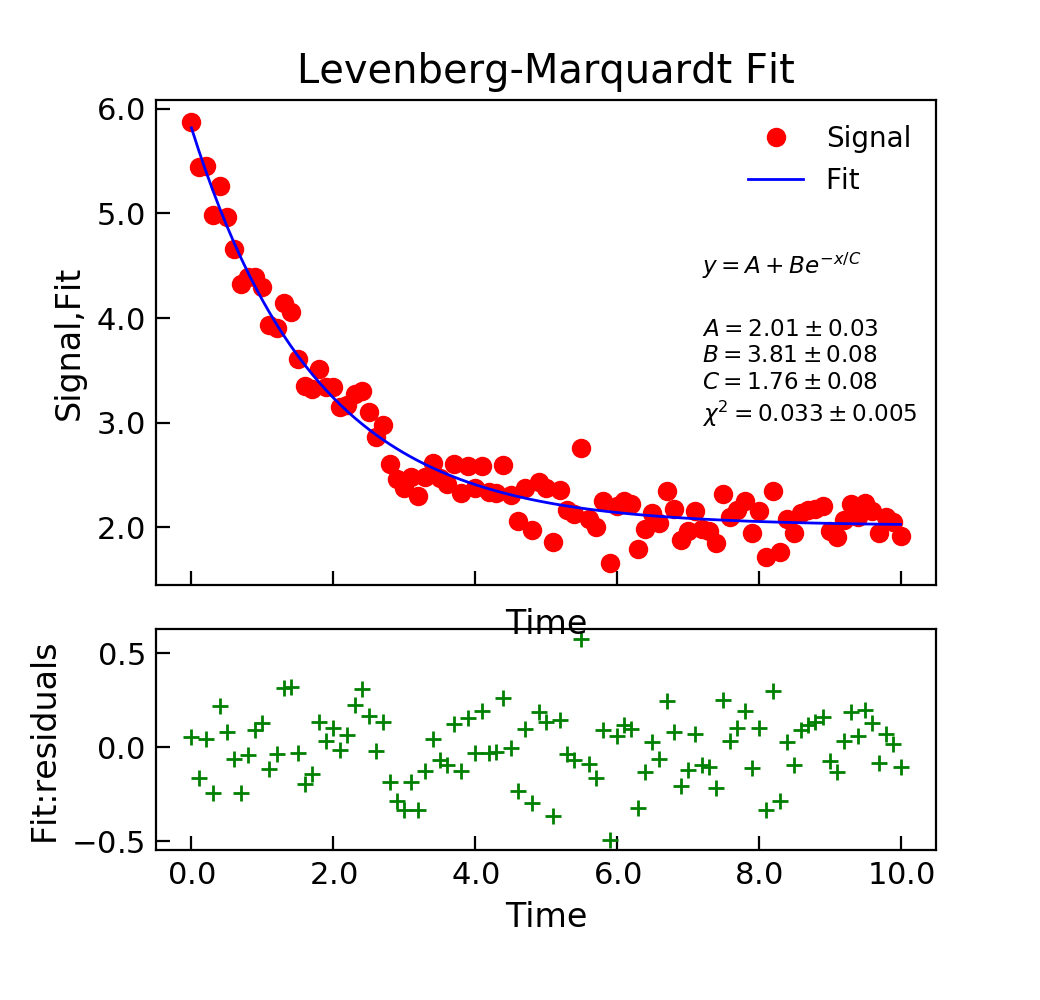 Levenberg-Marquardt Fit
6.0
5.0
4.0
3.0
2.0
Signal,Fit
Signal
Fit
y = A + Be^{-x/C}
A = 2.01 ± 0.03
B = 3.81 ± 0.08
C = 1.76 ± 0.08
χ² = 0.033 ± 0.005
Time
0.5
0.0
−0.5
Fit:residuals
0.0 2.0 4.0 6.0 8.0 10.0
Time